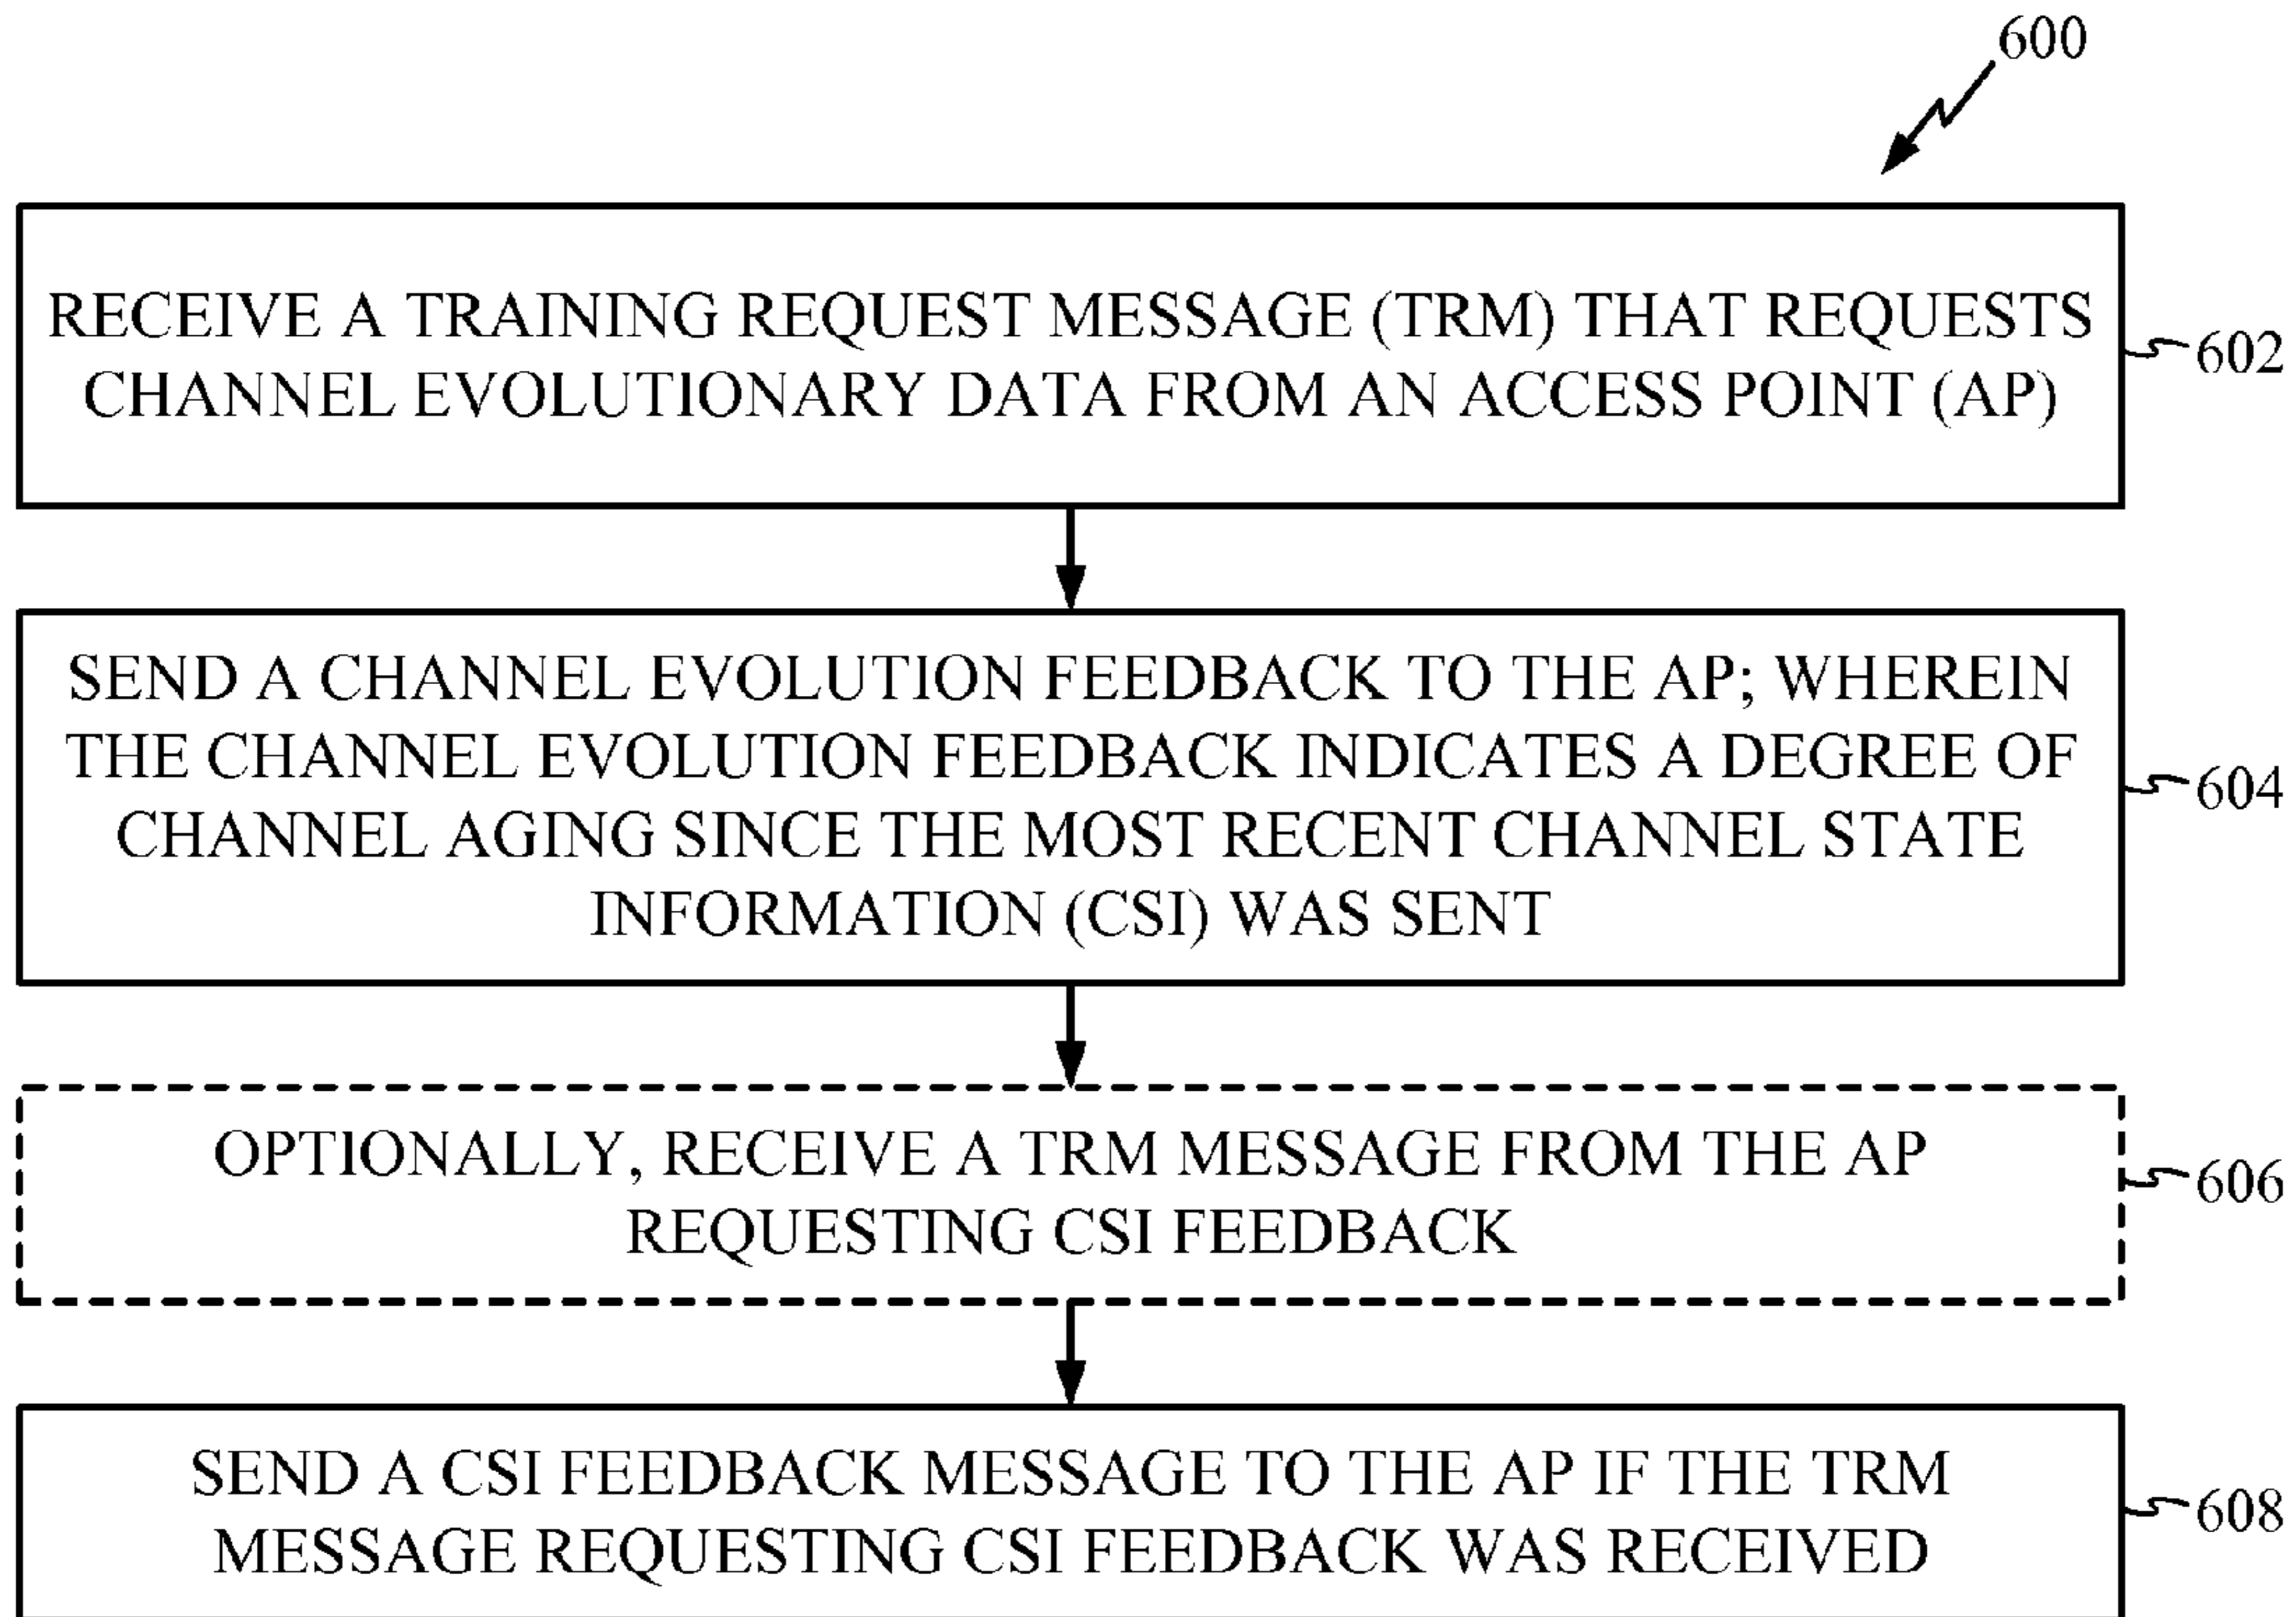 600
RECEIVE A TRAINING REQUEST MESSAGE (TRM) THAT REQUESTS
CHANNEL EVOLUTIONARY DATA FROM AN ACCESS POINT (AP)
602
SEND A CHANNEL EVOLUTION FEEDBACK TO THE AP; WHEREIN
THE CHANNEL EVOLUTION FEEDBACK INDICATES A DEGREE OF
CHANNEL AGING SINCE THE MOST RECENT CHANNEL STATE
INFORMATION (CSI) WAS SENT
604
OPTIONALLY, RECEIVE A TRM MESSAGE FROM THE AP
REQUESTING CSI FEEDBACK
606
SEND A CSI FEEDBACK MESSAGE TO THE AP IF THE TRM
MESSAGE REQUESTING CSI FEEDBACK WAS RECEIVED
608